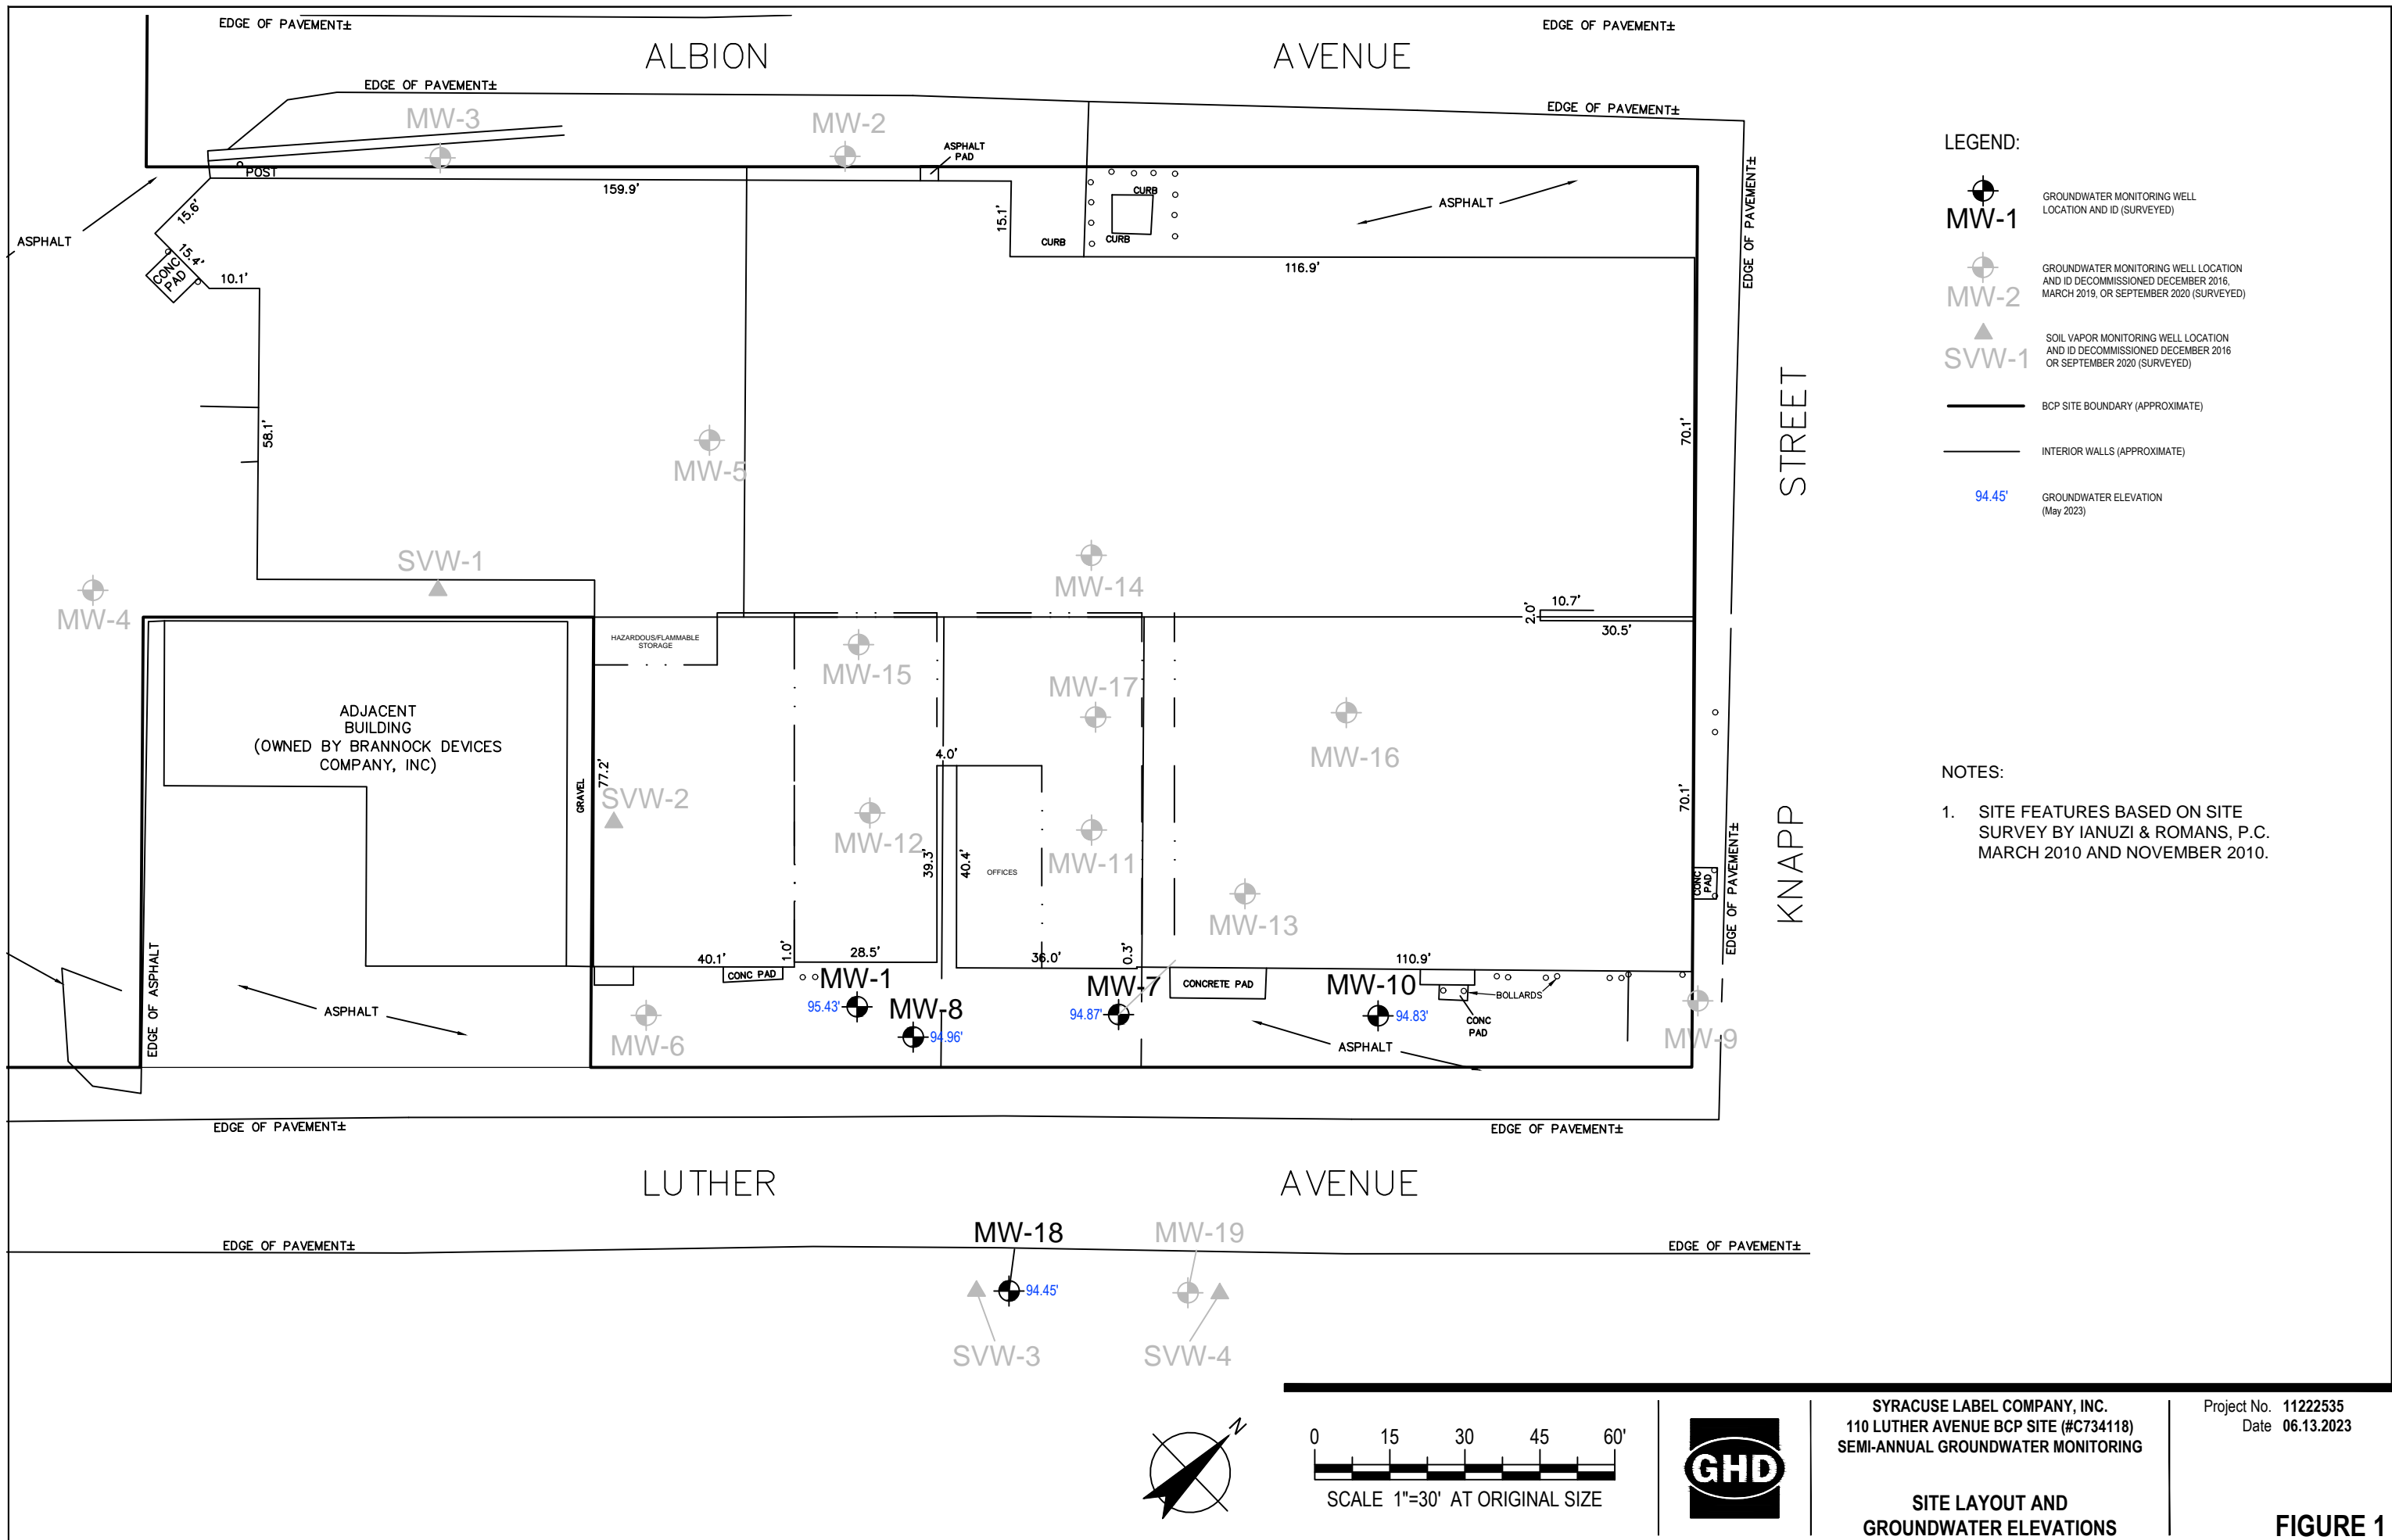 EDGE OF PAVEMENT±
EDGE OF PAVEMENT±
ALBION AVENUE
EDGE OF PAVEMENT±
EDGE OF PAVEMENT±
MW-3
MW-2
ASPHALT
PAD
POST
159.9'
15.6'
15.4'
CONC
PAD
10.1'
ASPHALT
15.1'
CURB
CURB
CURB
ASPHALT
116.9'
EDGE OF PAVEMENT±
58.1'
MW-5
70.1'
STREET
SVW-1
MW-4
MW-14
10.7'
2.0'
30.5'
HAZARDOUS/FLAMMABLE
STORAGE
MW-15
MW-17
MW-16
ADJACENT
BUILDING
(OWNED BY BRANNOCK DEVICES
COMPANY, INC)
GRAVEL
77.2'
SVW-2
4.0'
MW-12
39.3'
40.4'
OFFICES
MW-11
MW-13
70.1'
KNAPP
CONC
PAD
EDGE OF PAVEMENT±
EDGE OF ASPHALT
ASPHALT
40.1'
1.0'
28.5'
36.0'
0.3'
110.9'
CONC PAD
MW-1
95.43'
MW-8
94.96'
MW-7
94.87'
CONCRETE PAD
MW-10
94.83'
BOLLARDS
CONC
PAD
ASPHALT
MW-6
MW-9
EDGE OF PAVEMENT±
EDGE OF PAVEMENT±
LUTHER AVENUE
MW-18
MW-19
EDGE OF PAVEMENT±
EDGE OF PAVEMENT±
94.45'
SVW-3
SVW-4
LEGEND:
MW-1
GROUNDWATER MONITORING WELL
LOCATION AND ID (SURVEYED)
MW-2
GROUNDWATER MONITORING WELL LOCATION
AND ID DECOMMISSIONED DECEMBER 2016,
MARCH 2019, OR SEPTEMBER 2020 (SURVEYED)
SVW-1
SOIL VAPOR MONITORING WELL LOCATION
AND ID DECOMMISSIONED DECEMBER 2016
OR SEPTEMBER 2020 (SURVEYED)
BCP SITE BOUNDARY (APPROXIMATE)
INTERIOR WALLS (APPROXIMATE)
94.45'
GROUNDWATER ELEVATION
(May 2023)
NOTES:
1. SITE FEATURES BASED ON SITE
SURVEY BY IANUZI & ROMANS, P.C.
MARCH 2010 AND NOVEMBER 2010.
N
0 15 30 45 60'
SCALE 1"=30' AT ORIGINAL SIZE
GHD
SYRACUSE LABEL COMPANY, INC.
110 LUTHER AVENUE BCP SITE (#C734118)
SEMI-ANNUAL GROUNDWATER MONITORING
SITE LAYOUT AND
GROUNDWATER ELEVATIONS
Project No. 11222535
Date 06.13.2023
FIGURE 1